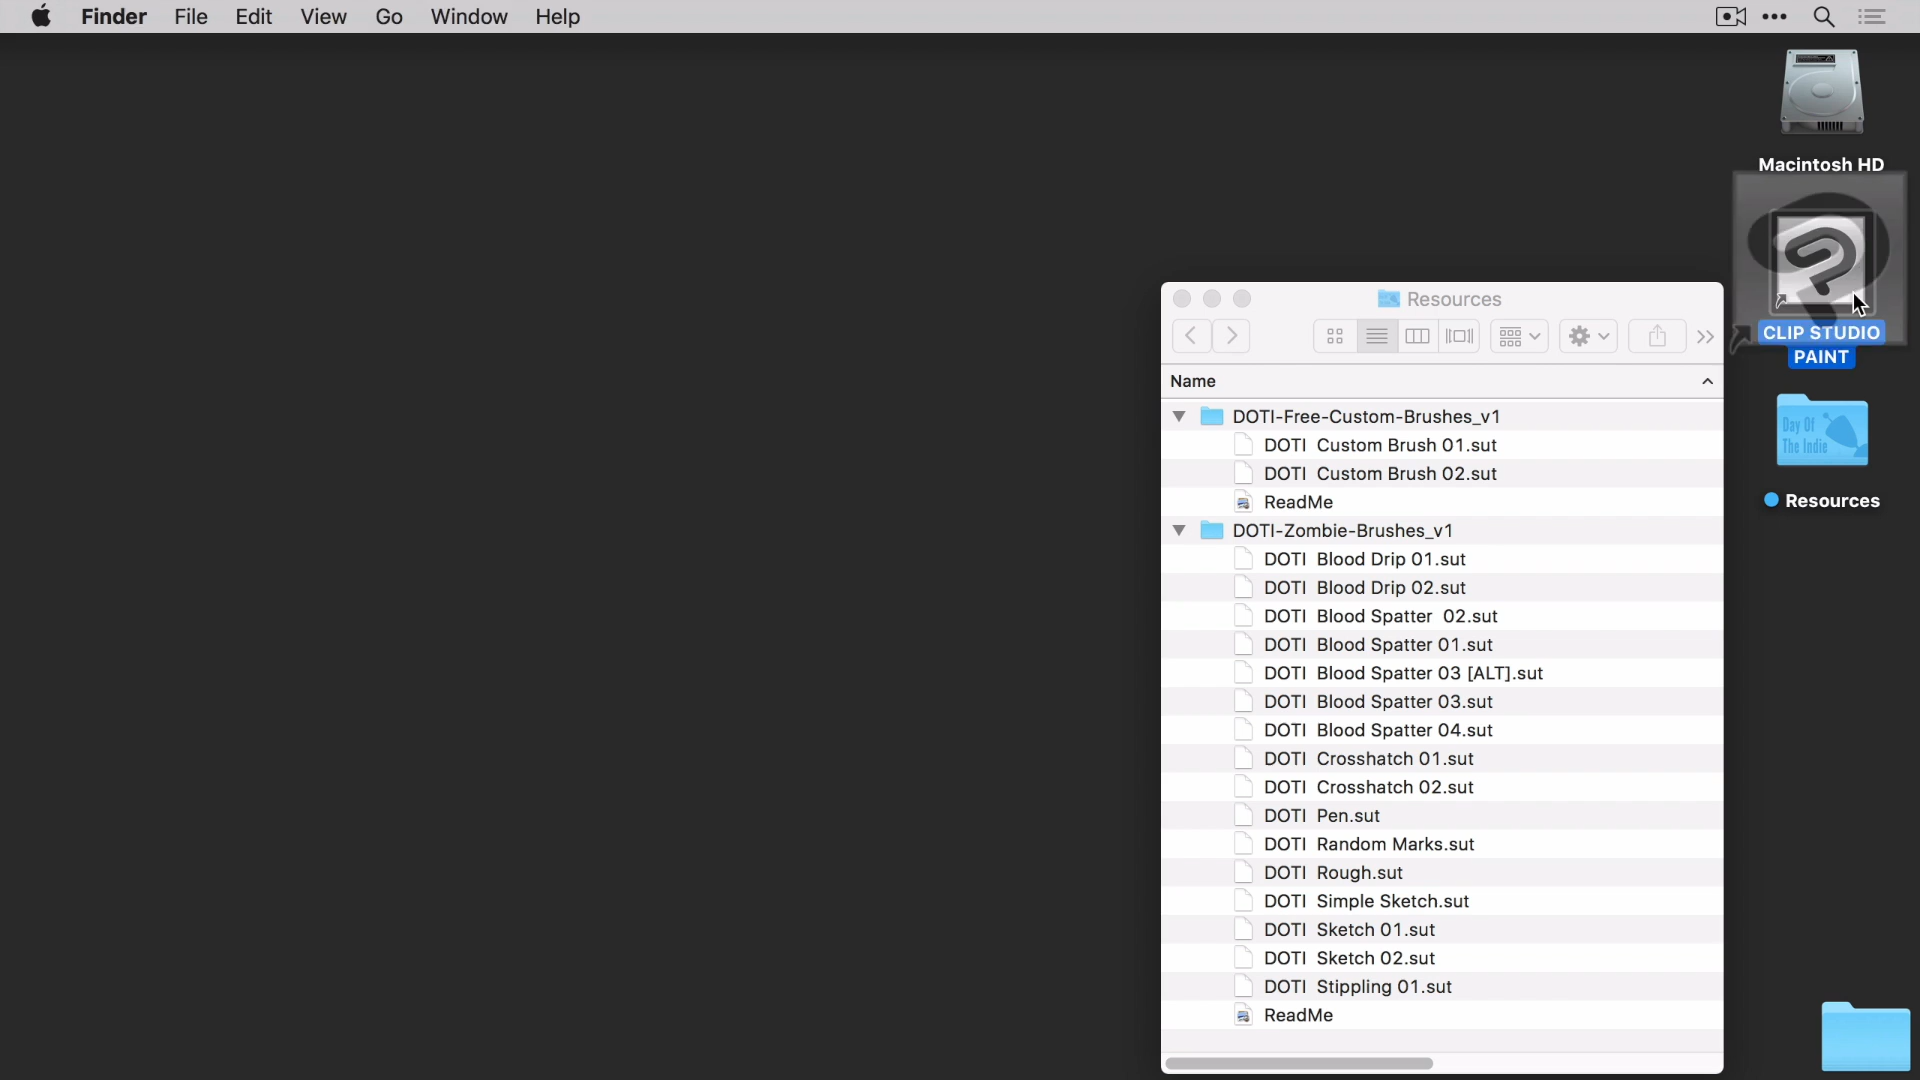 Finder File Edit View Go Window Help
Macintosh HD
CLIP STUDIO
PAINT
Day Of
The Indie
Resources
Resources
Name
DOTI-Free-Custom-Brushes_v1
DOTI  Custom Brush 01.sut
DOTI  Custom Brush 02.sut
ReadMe
DOTI-Zombie-Brushes_v1
DOTI  Blood Drip 01.sut
DOTI  Blood Drip 02.sut
DOTI  Blood Spatter  02.sut
DOTI  Blood Spatter 01.sut
DOTI  Blood Spatter 03 [ALT].sut
DOTI  Blood Spatter 03.sut
DOTI  Blood Spatter 04.sut
DOTI  Crosshatch 01.sut
DOTI  Crosshatch 02.sut
DOTI  Pen.sut
DOTI  Random Marks.sut
DOTI  Rough.sut
DOTI  Simple Sketch.sut
DOTI  Sketch 01.sut
DOTI  Sketch 02.sut
DOTI  Stippling 01.sut
ReadMe